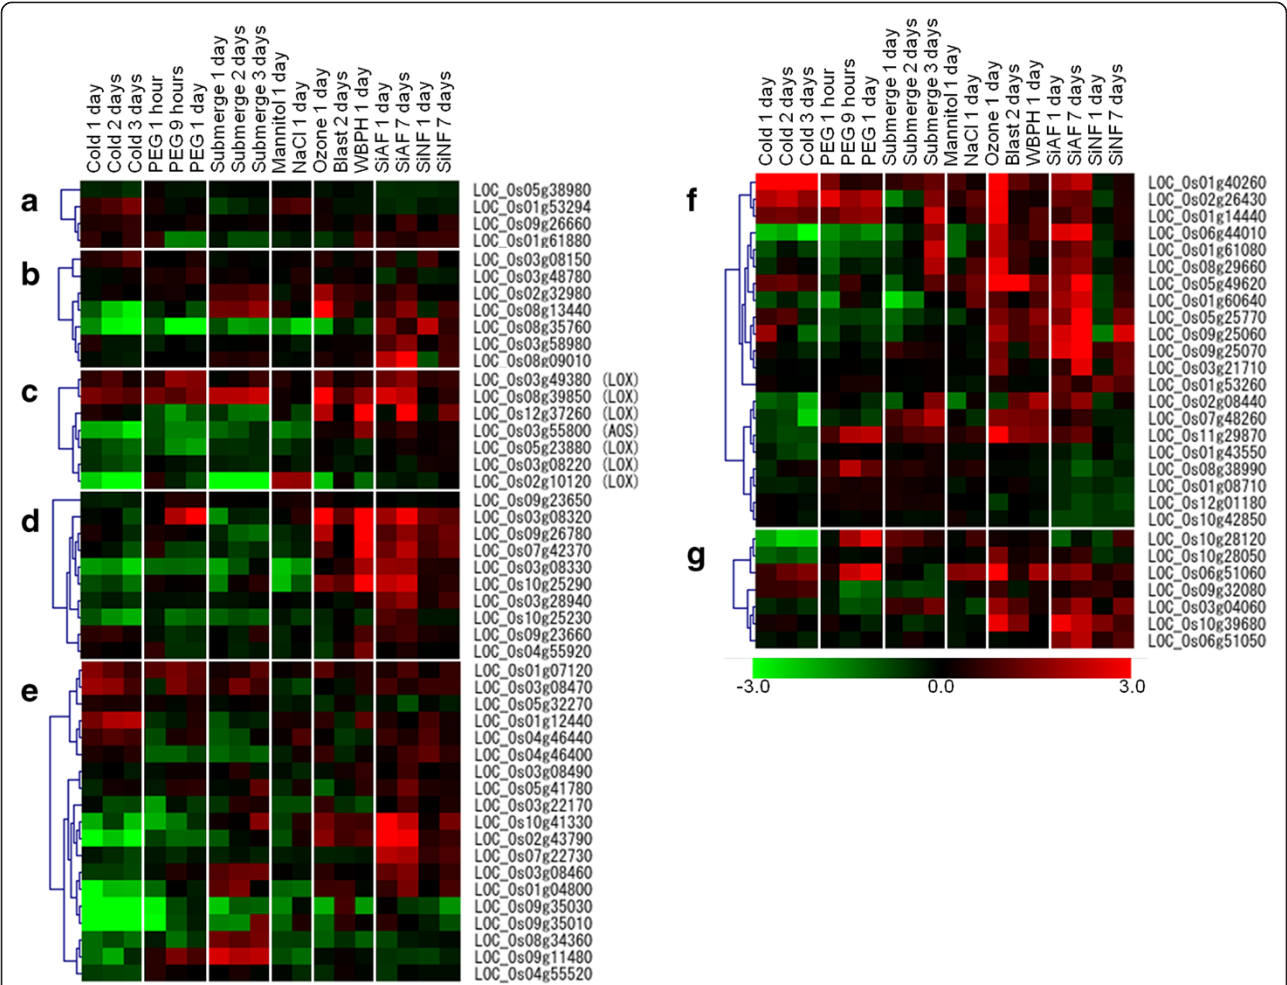 Cold 1 day
Cold 2 days
Cold 3 days
PEG 1 hour
PEG 9 hours
PEG 1 day
Submerge 1 day
Submerge 2 days
Submerge 3 days
Mannitol 1 day
NaCl 1 day
Ozone 1 day
Blast 2 days
WBPH 1 day
SiAF 1 day
SiAF 7 days
SiNF 1 day
SiNF 7 days
a
LOC_Os05g38980
LOC_Os01g53294
LOC_Os09g26660
LOC_Os01g61880
b
LOC_Os03g08150
LOC_Os03g48780
LOC_Os02g32980
LOC_Os08g13440
LOC_Os08g35760
LOC_Os03g58980
LOC_Os08g09010
c
LOC_Os03g49380 (LOX)
LOC_Os08g39850 (LOX)
LOC_Os12g37260 (LOX)
LOC_Os03g55800 (AOS)
LOC_Os05g23880 (LOX)
LOC_Os03g08220 (LOX)
LOC_Os02g10120 (LOX)
d
LOC_Os09g23650
LOC_Os03g08320
LOC_Os09g26780
LOC_Os07g42370
LOC_Os03g08330
LOC_Os10g25290
LOC_Os03g28940
LOC_Os10g25230
LOC_Os09g23660
LOC_Os04g55920
e
LOC_Os01g07120
LOC_Os03g08470
LOC_Os05g32270
LOC_Os01g12440
LOC_Os04g46440
LOC_Os04g46400
LOC_Os03g08490
LOC_Os05g41780
LOC_Os03g22170
LOC_Os10g41330
LOC_Os02g43790
LOC_Os07g22730
LOC_Os03g08460
LOC_Os01g04800
LOC_Os09g35030
LOC_Os09g35010
LOC_Os08g34360
LOC_Os09g11480
LOC_Os04g55520
Cold 1 day
Cold 2 days
Cold 3 days
PEG 1 hour
PEG 9 hours
PEG 1 day
Submerge 1 day
Submerge 2 days
Submerge 3 days
Mannitol 1 day
NaCl 1 day
Ozone 1 day
Blast 2 days
WBPH 1 day
SiAF 1 day
SiAF 7 days
SiNF 1 day
SiNF 7 days
f
LOC_Os01g40260
LOC_Os02g26430
LOC_Os01g14440
LOC_Os06g44010
LOC_Os01g61080
LOC_Os08g29660
LOC_Os05g49620
LOC_Os01g60640
LOC_Os05g25770
LOC_Os09g25060
LOC_Os09g25070
LOC_Os03g21710
LOC_Os01g53260
LOC_Os02g08440
LOC_Os07g48260
LOC_Os11g29870
LOC_Os01g43550
LOC_Os08g38990
LOC_Os01g08710
LOC_Os12g01180
LOC_Os10g42850
g
LOC_Os10g28120
LOC_Os10g28050
LOC_Os06g51060
LOC_Os09g32080
LOC_Os03g04060
LOC_Os10g39680
LOC_Os06g51050
-3.0 0.0 3.0